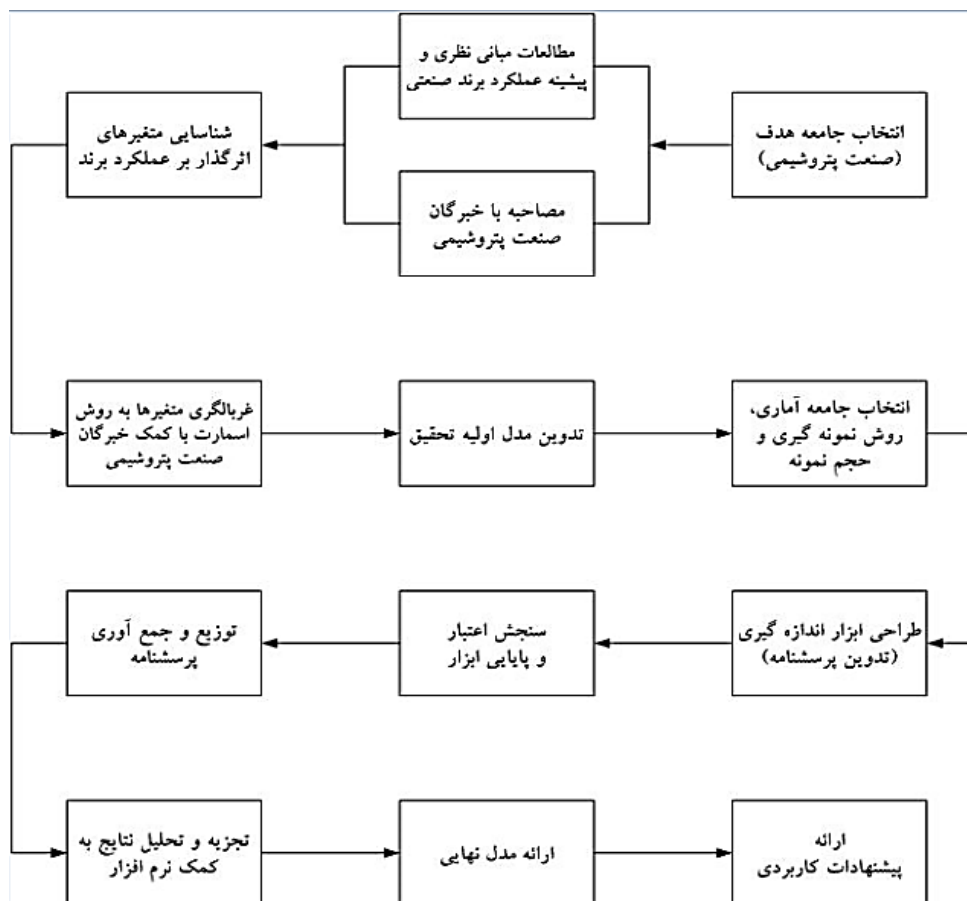 انتخاب جامعه هدف
(صنعت پتروشیمی)
مطالعات مبانی نظری و
پیشینه عملکرد برند صنعتی
مصاحبه با خبرگان
صنعت پتروشیمی
شناسایی متغیرهای
اثرگذار بر عملکرد برند
غربالگری متغیرها به روش
اسمارت با کمک خبرگان
صنعت پتروشیمی
تدوین مدل اولیه تحقیق
انتخاب جامعه آماری،
روش نمونه گیری و
حجم نمونه
طراحی ابزار اندازه گیری
(تدوین پرسشنامه)
سنجش اعتبار
و پایایی ابزار
توزیع و جمع آوری
پرسشنامه
تجزیه و تحلیل نتایج به
کمک نرم افزار
ارائه مدل نهایی
ارائه
پیشنهادات کاربردی